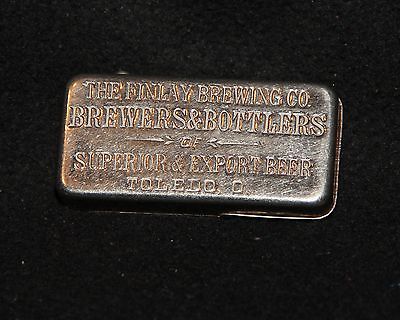 THE FINLAY BREWING CO.
BREWERS & BOTTLERS
OF
SUPERIOR & EXPORT BEER
TOLEDO, O.